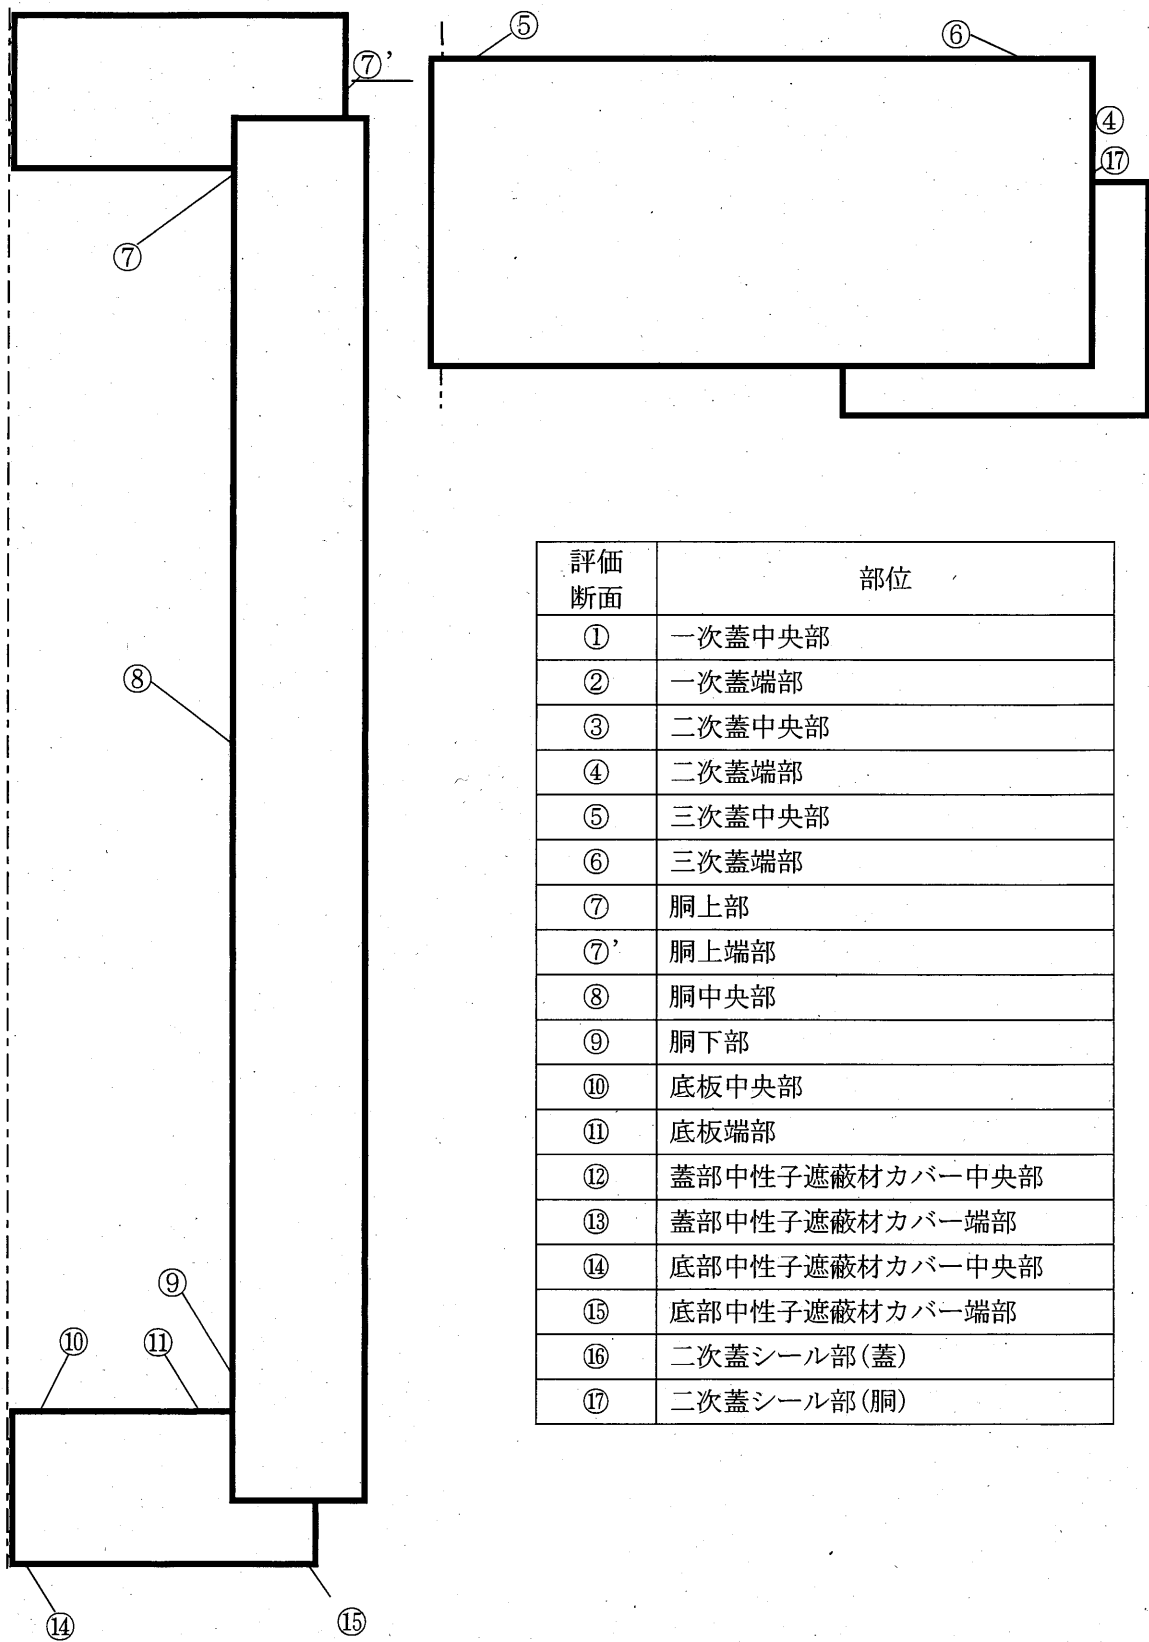 ⑤
⑥
⑦’
④
⑰
⑦
⑧
⑨
⑩
⑪
⑭
⑮
評価
断面
部位
① 一次蓋中央部
② 一次蓋端部
③ 二次蓋中央部
④ 二次蓋端部
⑤ 三次蓋中央部
⑥ 三次蓋端部
⑦ 胴上部
⑦’ 胴上端部
⑧ 胴中央部
⑨ 胴下部
⑩ 底板中央部
⑪ 底板端部
⑫ 蓋部中性子遮蔽材カバー中央部
⑬ 蓋部中性子遮蔽材カバー端部
⑭ 底部中性子遮蔽材カバー中央部
⑮ 底部中性子遮蔽材カバー端部
⑯ 二次蓋シール部(蓋)
⑰ 二次蓋シール部(胴)